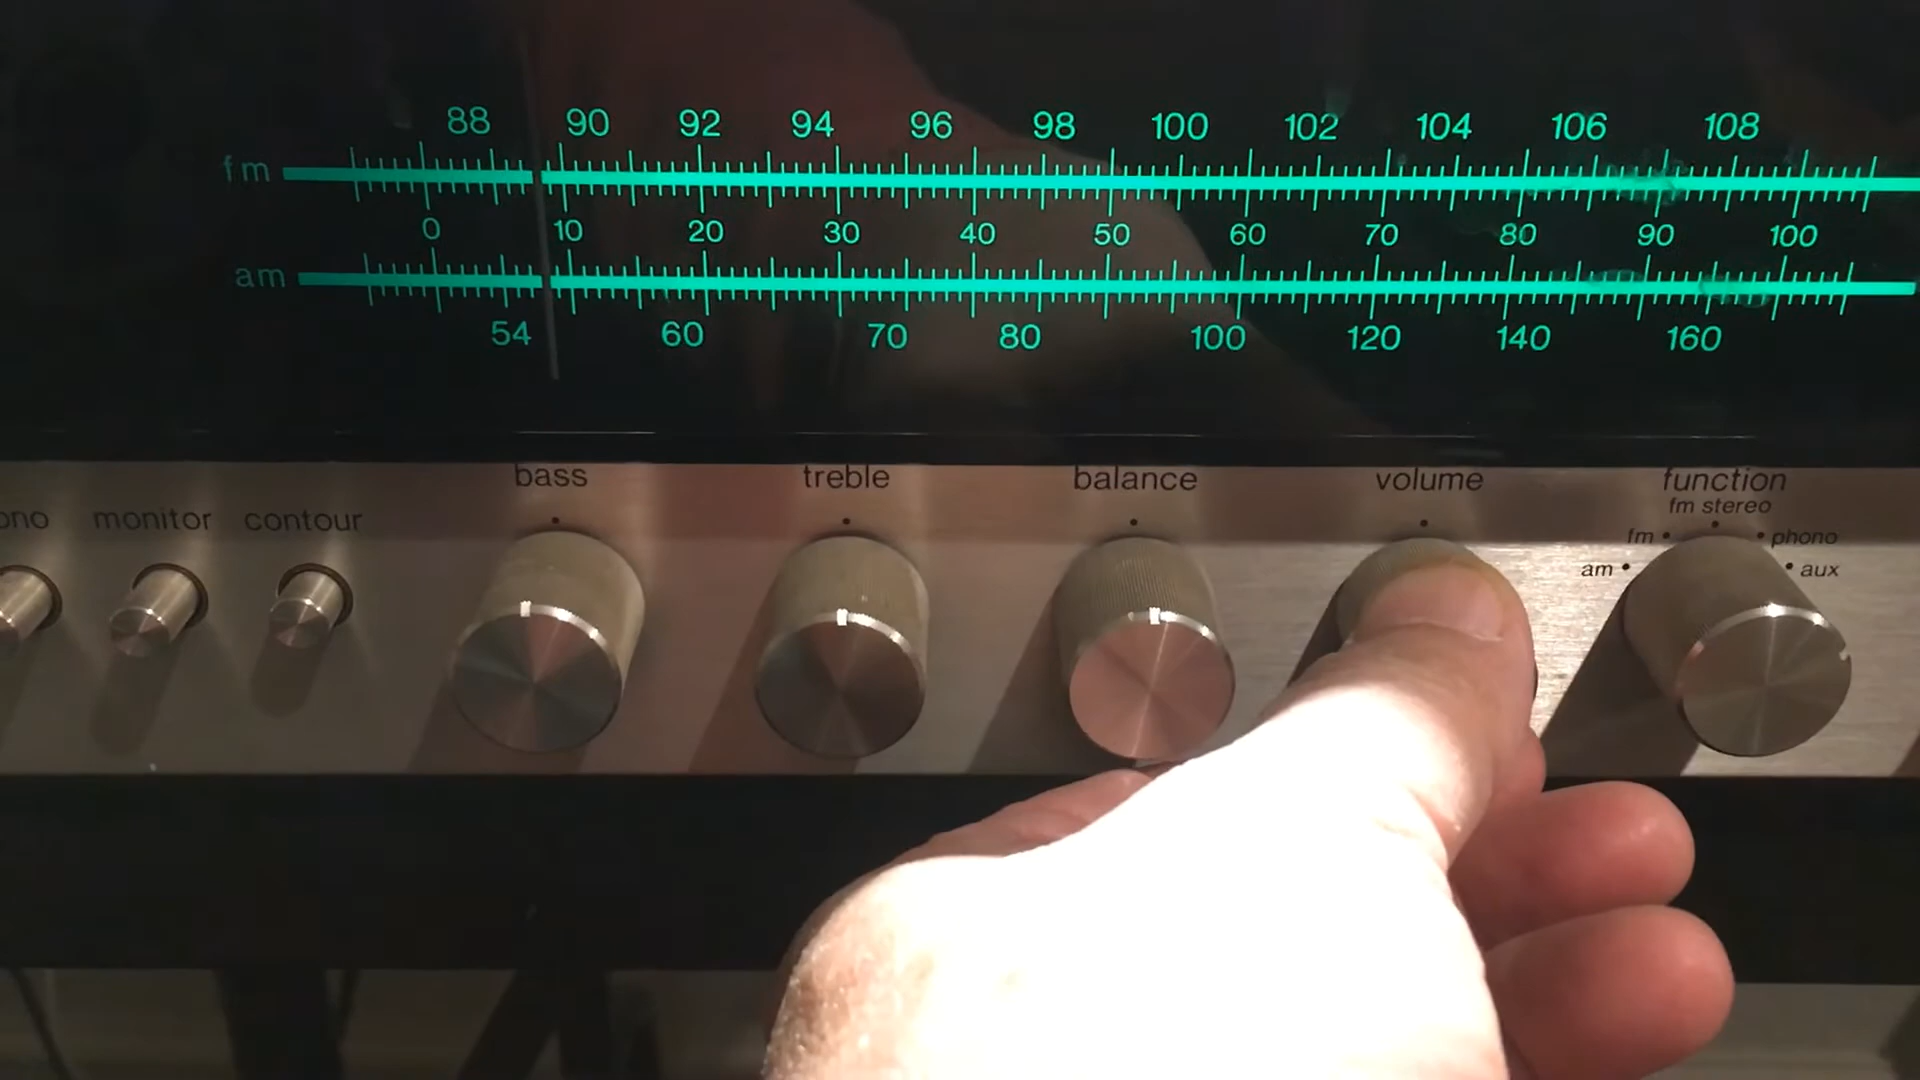 88 90 92 94 96 98 100 102 104 106 108
fm
0 10 20 30 40 50 60 70 80 90 100
am
54 60 70 80 100 120 140 160
bass treble balance volume function
fm stereo
monitor contour
fm phono
am aux